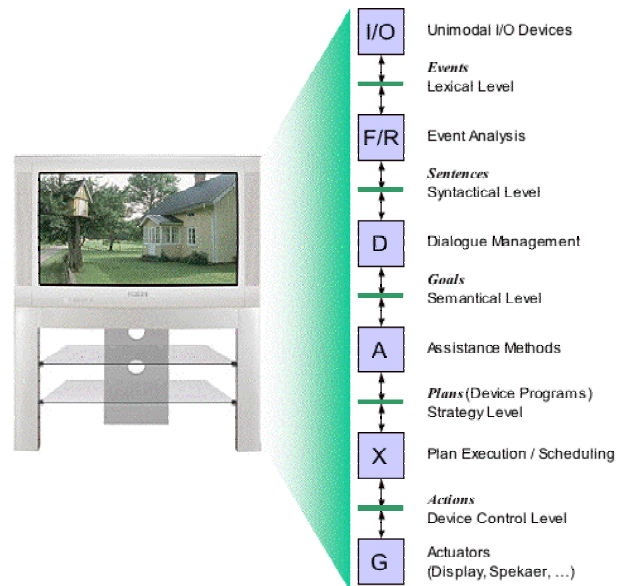 I/O
Unimodal I/O Devices
Events
Lexical Level
F/R
Event Analysis
Sentences
Syntactical Level
D
Dialogue Management
Goals
Semantical Level
A
Assistance Methods
Plans (Device Programs)
Strategy Level
X
Plan Execution / Scheduling
Actions
Device Control Level
G
Actuators
(Display, Spekaer, ...)